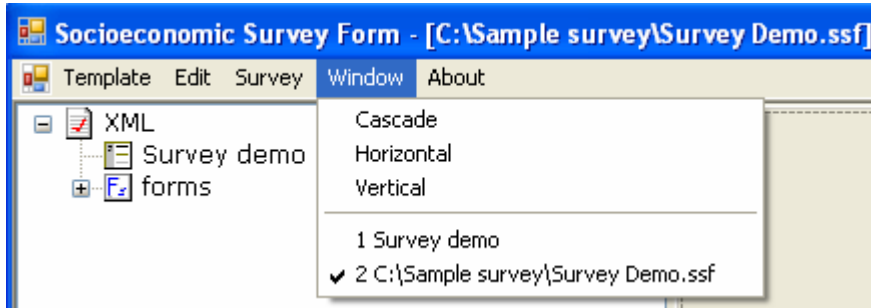 Socioeconomic Survey Form - [C:\Sample survey\Survey Demo.ssf]
Template Edit Survey Window About
XML
Survey demo
forms
Cascade
Horizontal
Vertical
1 Survey demo
2 C:\Sample survey\Survey Demo.ssf